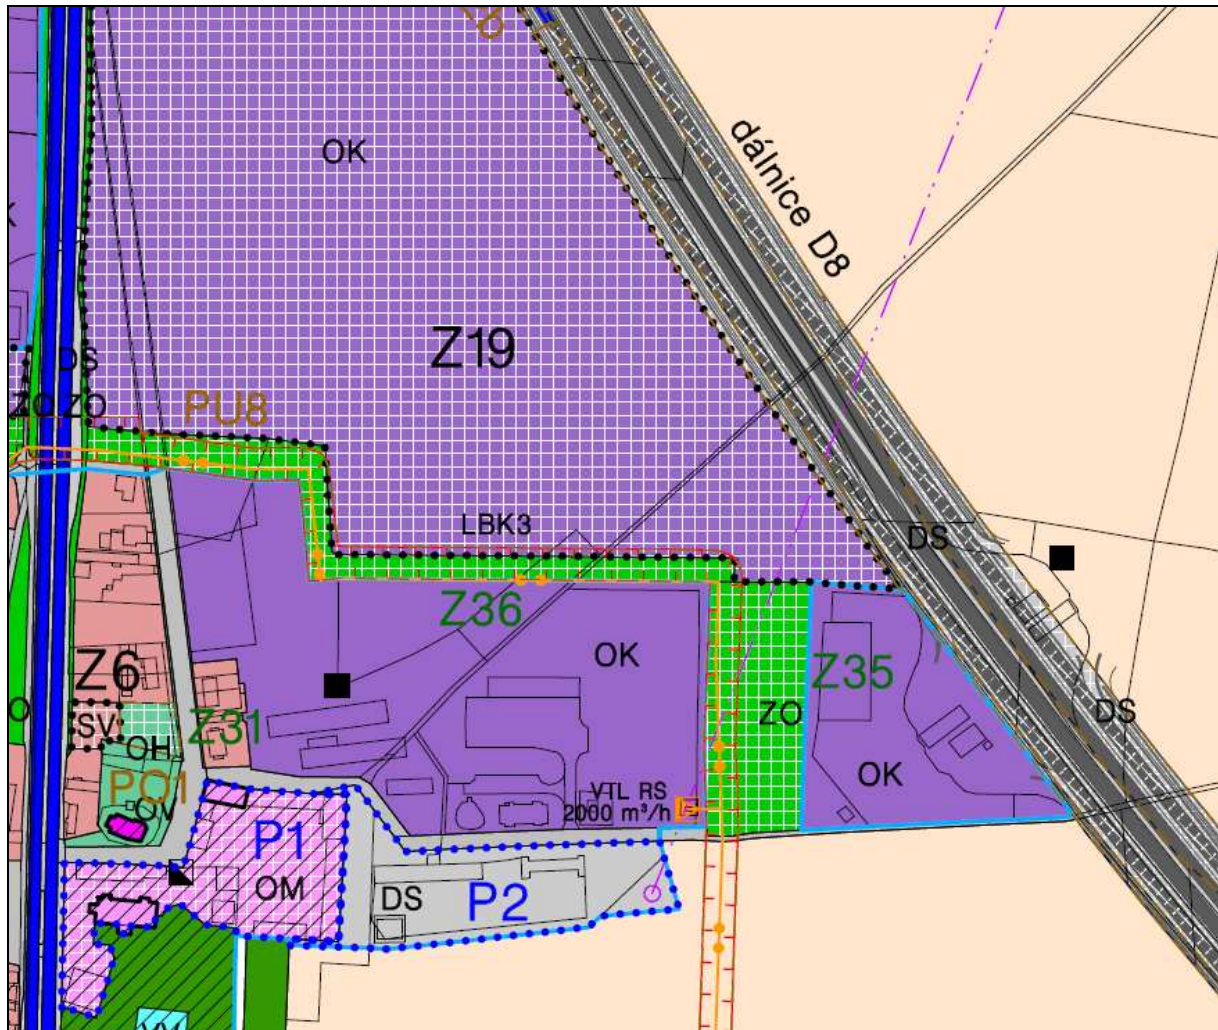 OK
dálnice D8
Z19
DS
ZO ZO
PU8
LBK3
DS
Z36
OK
Z35
Z6
ZO
DS
SV
Z31
OH
OK
PO1
OV
VTL RS
2000 m³/h
P1
OM
DS
P2